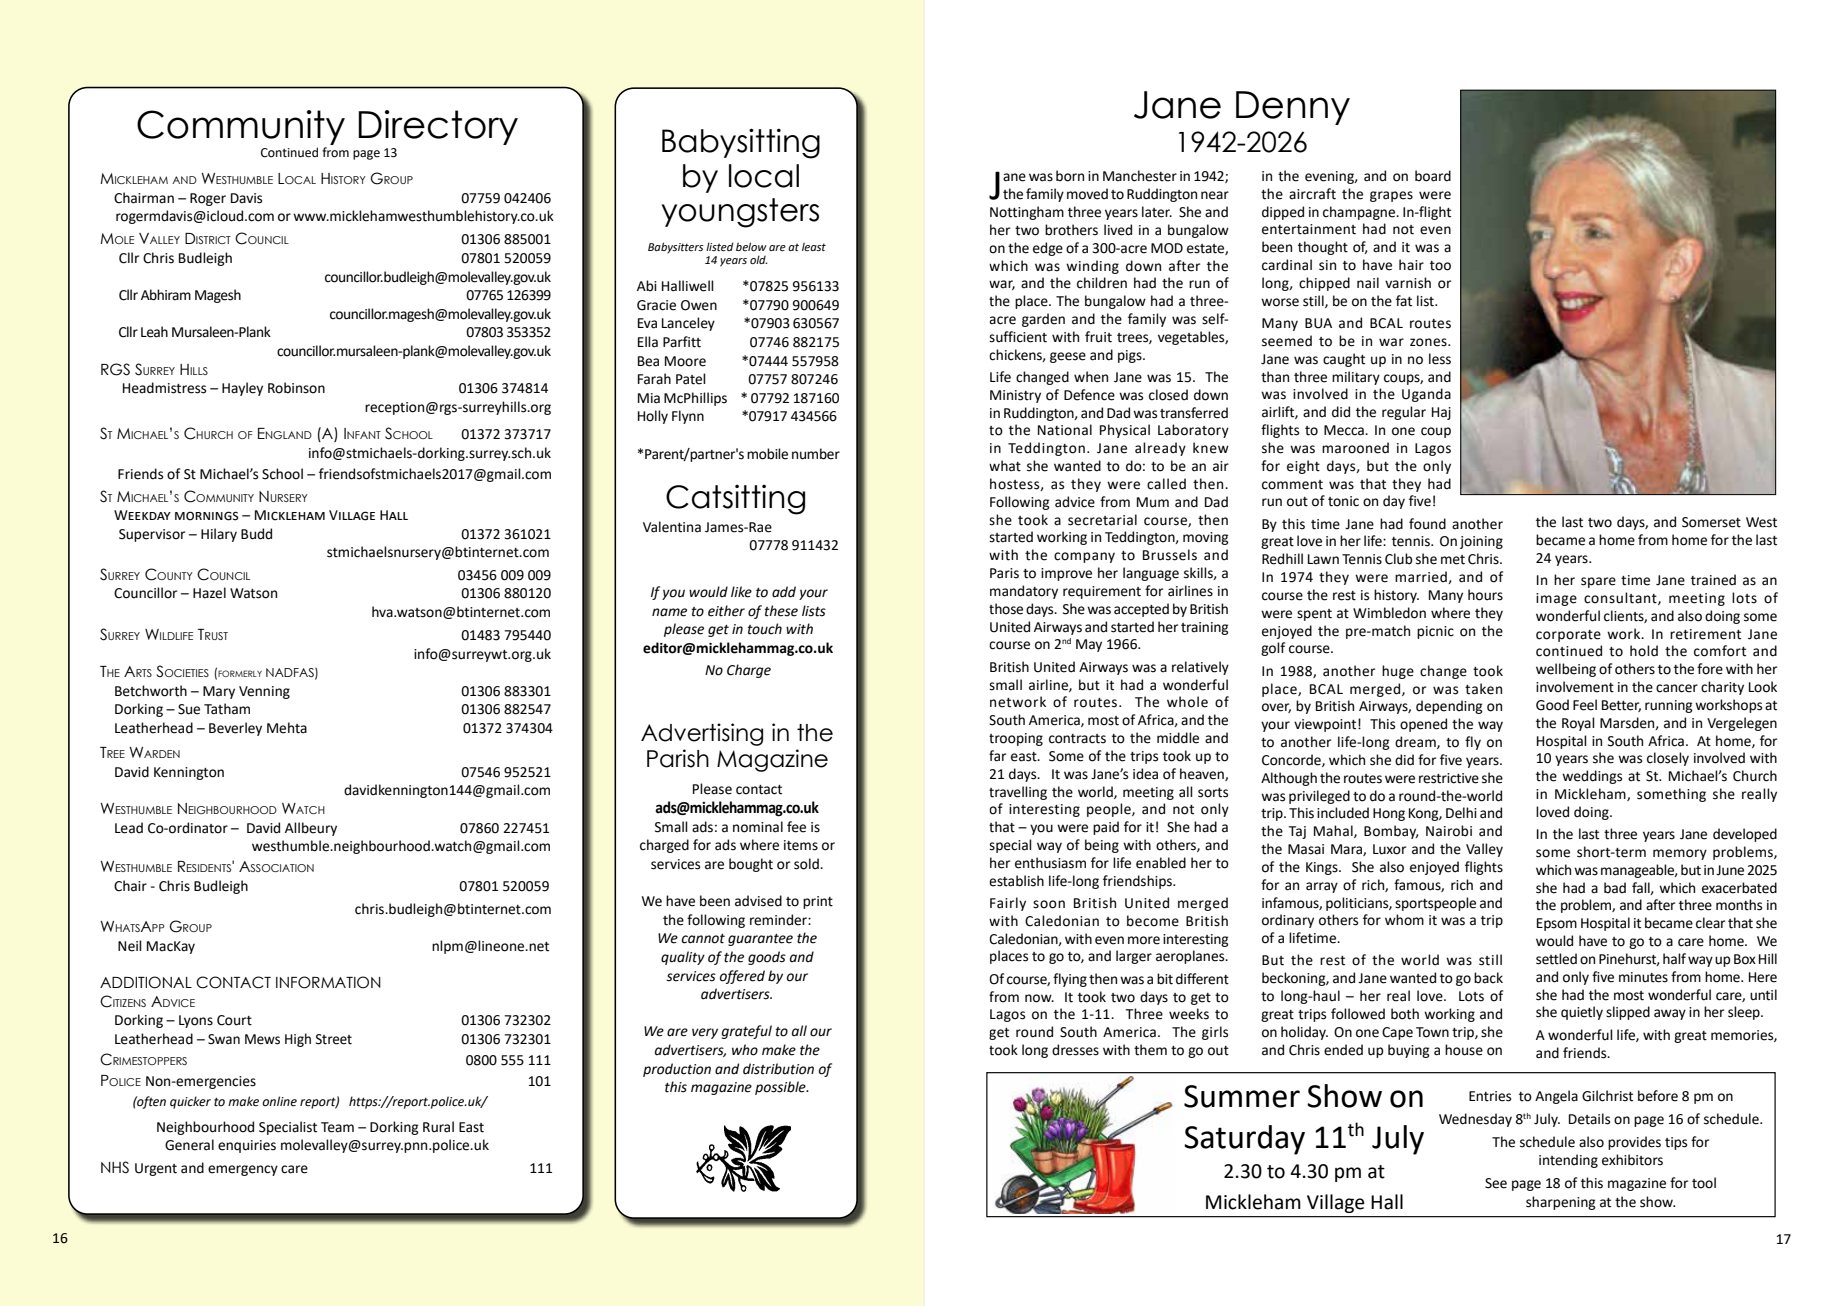 Community Directory
Continued from page 13
Mickleham and Westhumble Local History Group
Chairman – Roger Davis 07759 042406
rogermdavis@icloud.com or www.micklehamwesthumblehistory.co.uk
Mole Valley District Council 01306 885001
Cllr Chris Budleigh 07801 520059
councillor.budleigh@molevalley.gov.uk
Cllr Abhiram Magesh 07765 126399
councillor.magesh@molevalley.gov.uk
Cllr Leah Mursaleen-Plank 07803 353352
councillor.mursaleen-plank@molevalley.gov.uk
RGS Surrey Hills
Headmistress – Hayley Robinson 01306 374814
reception@rgs-surreyhills.org
St Michael's Church of England (A) Infant School 01372 373717
info@stmichaels-dorking.surrey.sch.uk
Friends of St Michael's School – friendsofstmichaels2017@gmail.com
St Michael's Community Nursery
Weekday mornings – Mickleham Village Hall
Supervisor – Hilary Budd 01372 361021
stmichaelsnursery@btinternet.com
Surrey County Council 03456 009 009
Councillor – Hazel Watson 01306 880120
hva.watson@btinternet.com
Surrey Wildlife Trust 01483 795440
info@surreywt.org.uk
The Arts Societies (formerly NADFAS)
Betchworth – Mary Venning 01306 883301
Dorking – Sue Tatham 01306 882547
Leatherhead – Beverley Mehta 01372 374304
Tree Warden
David Kennington 07546 952521
davidkennington144@gmail.com
Westhumble Neighbourhood Watch
Lead Co-ordinator – David Allbeury 07860 227451
westhumble.neighbourhood.watch@gmail.com
Westhumble Residents' Association
Chair - Chris Budleigh 07801 520059
chris.budleigh@btinternet.com
WhatsApp Group
Neil MacKay nlpm@lineone.net
ADDITIONAL CONTACT INFORMATION
Citizens Advice
Dorking – Lyons Court 01306 732302
Leatherhead – Swan Mews High Street 01306 732301
Crimestoppers 0800 555 111
Police Non-emergencies 101
(often quicker to make online report) https://report.police.uk/
Neighbourhood Specialist Team – Dorking Rural East
General enquiries molevalley@surrey.pnn.police.uk
NHS Urgent and emergency care 111
16
Babysitting
by local
youngsters
Babysitters listed below are at least
14 years old.
Abi Halliwell *07825 956133
Gracie Owen *07790 900649
Eva Lanceley *07903 630567
Ella Parfitt 07746 882175
Bea Moore *07444 557958
Farah Patel 07757 807246
Mia McPhillips * 07792 187160
Holly Flynn *07917 434566
*Parent/partner's mobile number
Catsitting
Valentina James-Rae
07778 911432
If you would like to add your
name to either of these lists
please get in touch with
editor@micklehammag.co.uk
No Charge
Advertising in the
Parish Magazine
Please contact
ads@micklehammag.co.uk
Small ads: a nominal fee is
charged for ads where items or
services are bought or sold.
We have been advised to print
the following reminder:
We cannot guarantee the
quality of the goods and
services offered by our
advertisers.
We are very grateful to all our
advertisers, who make the
production and distribution of
this magazine possible.
Jane Denny
1942-2026
Jane was born in Manchester in 1942;
the family moved to Ruddington near
Nottingham three years later. She and
her two brothers lived in a bungalow
on the edge of a 300-acre MOD estate,
which was winding down after the
war, and the children had the run of
the place. The bungalow had a three-
acre garden and the family was self-
sufficient with fruit trees, vegetables,
chickens, geese and pigs.
Life changed when Jane was 15. The
Ministry of Defence was closed down
in Ruddington, and Dad was transferred
to the National Physical Laboratory
in Teddington. Jane already knew
what she wanted to do: to be an air
hostess, as they were called then.
Following advice from Mum and Dad
she took a secretarial course, then
started working in Teddington, moving
with the company to Brussels and
Paris to improve her language skills, a
mandatory requirement for airlines in
those days. She was accepted by British
United Airways and started her training
course on 2nd May 1966.
British United Airways was a relatively
small airline, but it had a wonderful
network of routes. The whole of
South America, most of Africa, and the
trooping contracts to the middle and
far east. Some of the trips took up to
21 days. It was Jane's idea of heaven,
travelling the world, meeting all sorts
of interesting people, and not only
that – you were paid for it! She had a
special way of being with others, and
her enthusiasm for life enabled her to
establish life-long friendships.
Fairly soon British United merged
with Caledonian to become British
Caledonian, with even more interesting
places to go to, and larger aeroplanes.
Of course, flying then was a bit different
from now. It took two days to get to
Lagos on the 1-11. Three weeks to
get round South America. The girls
took long dresses with them to go out
in the evening, and on board
the aircraft the grapes were
dipped in champagne. In-flight
entertainment had not even
been thought of, and it was a
cardinal sin to have hair too
long, chipped nail varnish or
worse still, be on the fat list.
Many BUA and BCAL routes
seemed to be in war zones.
Jane was caught up in no less
than three military coups, and
was involved in the Uganda
airlift, and did the regular Haj
flights to Mecca. In one coup
she was marooned in Lagos
for eight days, but the only
comment was that they had
run out of tonic on day five!
By this time Jane had found another
great love in her life: tennis. On joining
Redhill Lawn Tennis Club she met Chris.
In 1974 they were married, and of
course the rest is history. Many hours
were spent at Wimbledon where they
enjoyed the pre-match picnic on the
golf course.
In 1988, another huge change took
place, BCAL merged, or was taken
over, by British Airways, depending on
your viewpoint! This opened the way
to another life-long dream, to fly on
Concorde, which she did for five years.
Although the routes were restrictive she
was privileged to do a round-the-world
trip. This included Hong Kong, Delhi and
the Taj Mahal, Bombay, Nairobi and
the Masai Mara, Luxor and the Valley
of the Kings. She also enjoyed flights
for an array of rich, famous, rich and
infamous, politicians, sportspeople and
ordinary others for whom it was a trip
of a lifetime.
But the rest of the world was still
beckoning, and Jane wanted to go back
to long-haul – her real love. Lots of
great trips followed both working and
on holiday. On one Cape Town trip, she
and Chris ended up buying a house on
the last two days, and Somerset West
became a home from home for the last
24 years.
In her spare time Jane trained as an
image consultant, meeting lots of
wonderful clients, and also doing some
corporate work. In retirement Jane
continued to hold the comfort and
wellbeing of others to the fore with her
involvement in the cancer charity Look
Good Feel Better, running workshops at
the Royal Marsden, and in Vergelegen
Hospital in South Africa. At home, for
10 years she was closely involved with
the weddings at St. Michael's Church
in Mickleham, something she really
loved doing.
In the last three years Jane developed
some short-term memory problems,
which was manageable, but in June 2025
she had a bad fall, which exacerbated
the problem, and after three months in
Epsom Hospital it became clear that she
would have to go to a care home. We
settled on Pinehurst, half way up Box Hill
and only five minutes from home. Here
she had the most wonderful care, until
she quietly slipped away in her sleep.
A wonderful life, with great memories,
and friends.
Summer Show on
Saturday 11th July
2.30 to 4.30 pm at
Mickleham Village Hall
Entries to Angela Gilchrist before 8 pm on
Wednesday 8th July. Details on page 16 of schedule.
The schedule also provides tips for
intending exhibitors
See page 18 of this magazine for tool
sharpening at the show.
17